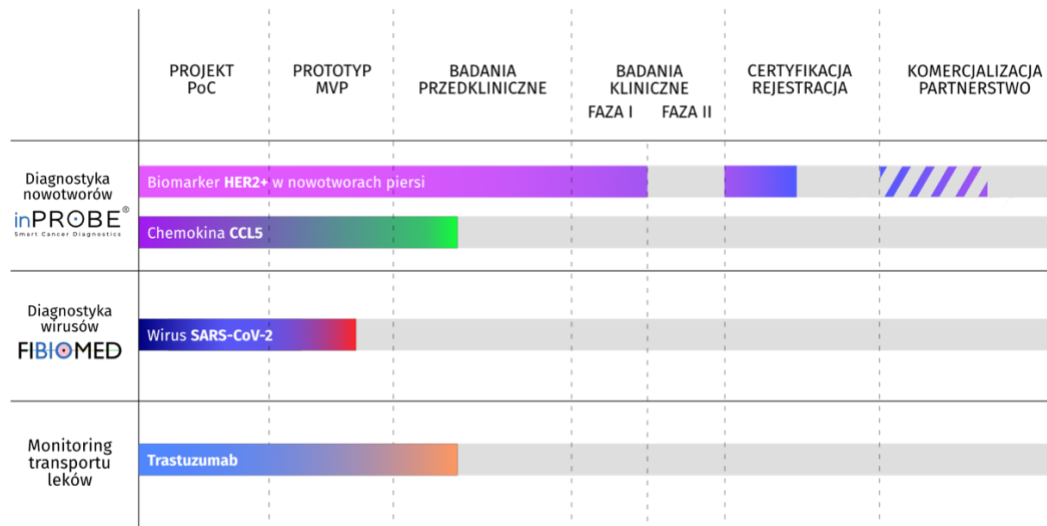 PROJEKT
PoC
PROTOTYP
MVP
BADANIA
PRZEDKLINICZNE
BADANIA
KLINICZNE
FAZA I
FAZA II
CERTYFIKACJA
REJESTRACJA
KOMERCJALIZACJA
PARTNERSTWO
Diagnostyka
nowotworów
inPROBE®
Smart Cancer Diagnostics
Biomarker HER2+ w nowotworach piersi
Chemokina CCL5
Diagnostyka
wirusów
FIBIOMED
Wirus SARS-CoV-2
Monitoring
transportu
leków
Trastuzumab